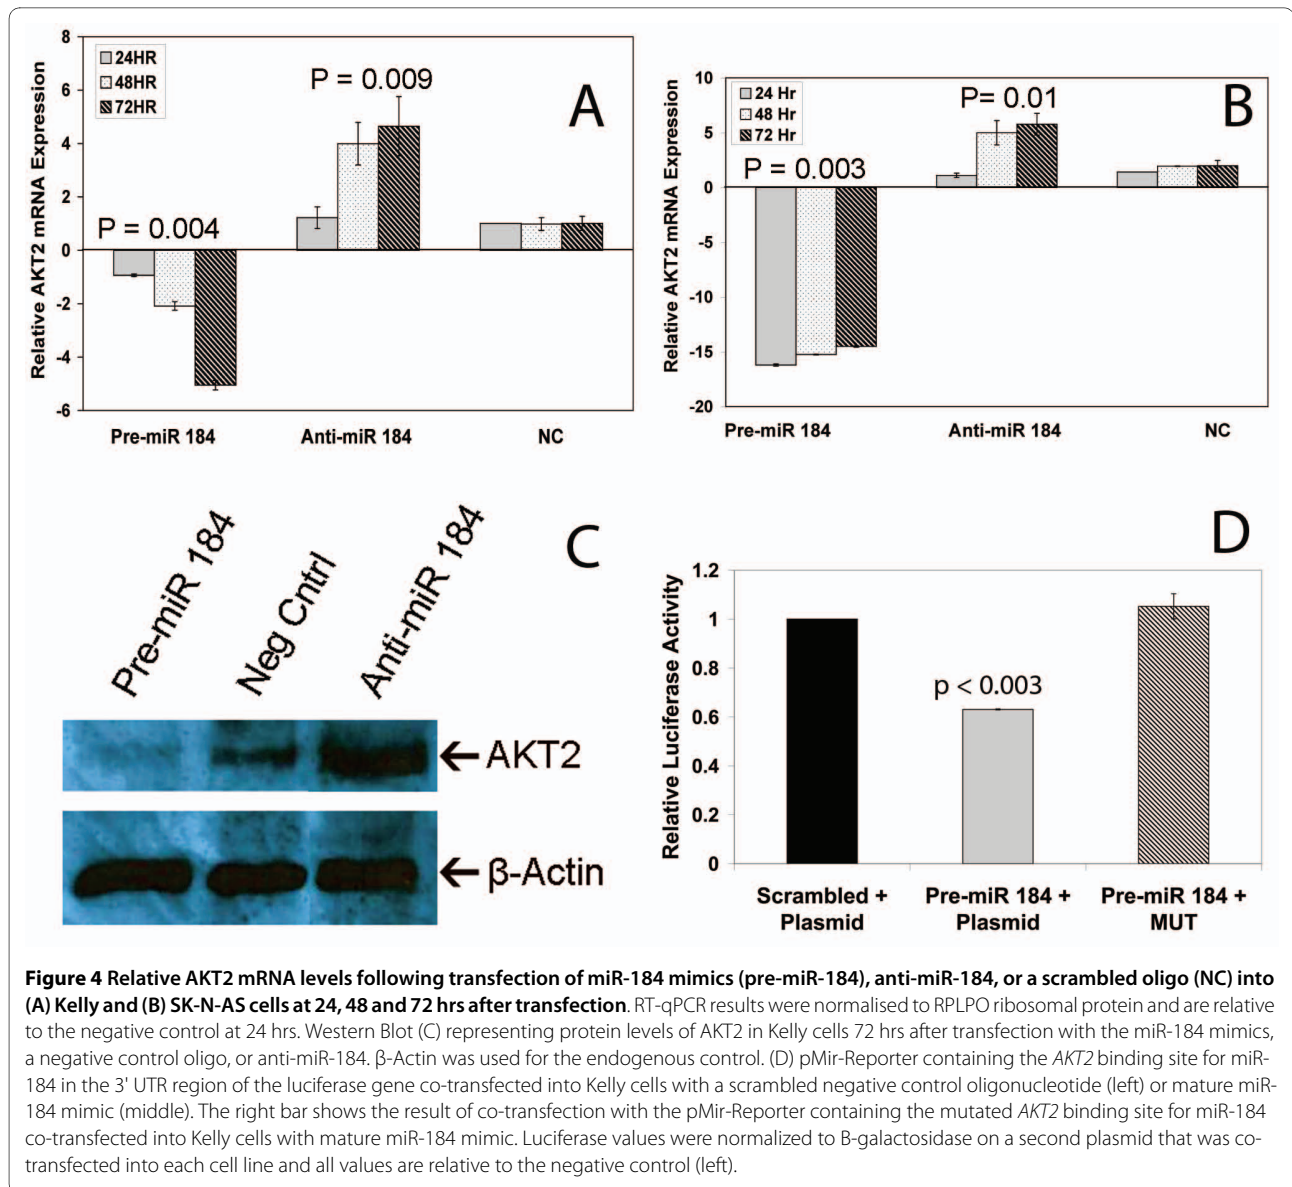 8
6
4
2
0
-2
-4
-6
Relative AKT2 mRNA Expression
24HR
48HR
72HR
P = 0.004
P = 0.009
A
Pre-miR 184
Anti-miR 184
NC
10
5
0
-5
-10
-15
-20
Relative AKT2 mRNA Expression
24 Hr
48 Hr
72 Hr
P = 0.003
P= 0.01
B
Pre-miR 184
Anti-miR 184
NC
Pre-miR 184
Neg Cntrl
Anti-miR 184
C
AKT2
β-Actin
D
1.2
1
0.8
0.6
0.4
0.2
0
Relative Luciferase Activity
p < 0.003
Scrambled +
Plasmid
Pre-miR 184 +
Plasmid
Pre-miR 184 +
MUT
Figure 4 Relative AKT2 mRNA levels following transfection of miR-184 mimics (pre-miR-184), anti-miR-184, or a scrambled oligo (NC) into
(A) Kelly and (B) SK-N-AS cells at 24, 48 and 72 hrs after transfection. RT-qPCR results were normalised to RPLPO ribosomal protein and are relative
to the negative control at 24 hrs. Western Blot (C) representing protein levels of AKT2 in Kelly cells 72 hrs after transfection with the miR-184 mimics,
a negative control oligo, or anti-miR-184. β-Actin was used for the endogenous control. (D) pMir-Reporter containing the AKT2 binding site for miR-
184 in the 3' UTR region of the luciferase gene co-transfected into Kelly cells with a scrambled negative control oligonucleotide (left) or mature miR-
184 mimic (middle). The right bar shows the result of co-transfection with the pMir-Reporter containing the mutated AKT2 binding site for miR-184
co-transfected into Kelly cells with mature miR-184 mimic. Luciferase values were normalized to B-galactosidase on a second plasmid that was co-
transfected into each cell line and all values are relative to the negative control (left).